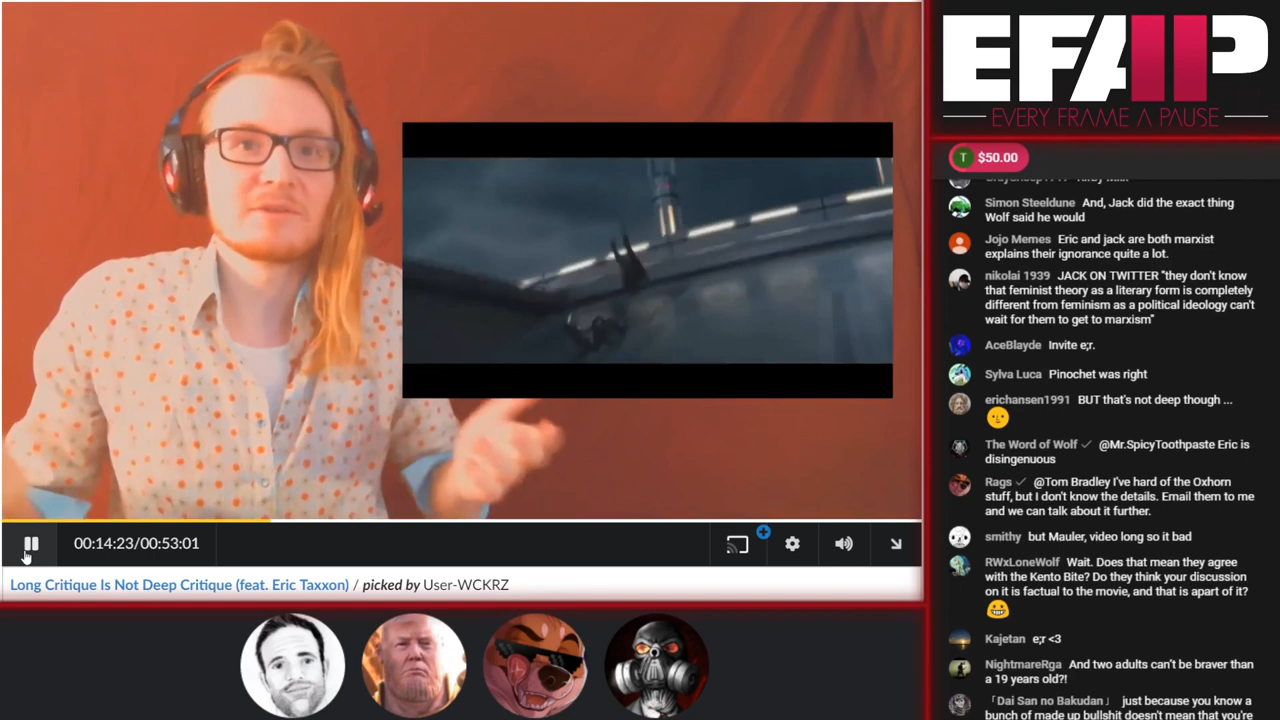 EFAP
EVERY FRAME A PAUSE
T $50.00
Simon Steeldune And, Jack did the exact thing
Wolf said he would
Jojo Memes Eric and jack are both marxist
explains their ignorance quite a lot.
nikolai 1939 JACK ON TWITTER "they don't know
that feminist theory as a literary form is completely
different from feminism as a political ideology can't
wait for them to get to marxism"
AceBlayde Invite e;r.
Sylva Luca Pinochet was right
erichansen1991 BUT that's not deep though ...
The Word of Wolf @Mr.SpicyToothpaste Eric is
disingenuous
Rags @Tom Bradley I've hard of the Oxhorn
stuff, but I don't know the details. Email them to me
and we can talk about it further.
smithy but Mauler, video long so it bad
RWxLoneWolf Wait. Does that mean they agree
with the Kento Bite? Do they think your discussion
on it is factual to the movie, and that is apart of it?
Kajetan e;r <3
NightmareRga And two adults can't be braver than
a 19 years old?!
「Dai San no Bakudan」 just because you know a
bunch of made up bullshit doesn't mean that you're
00:14:23/00:53:01
Long Critique Is Not Deep Critique (feat. Eric Taxxon) / picked by User-WCKRZ